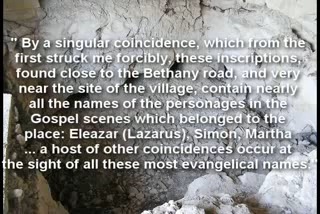 " By a singular coincidence, which from the
first struck me forcibly, these inscriptions,
found close to the Bethany road, and very
near the site of the village, contain nearly
all the names of the personages in the
Gospel scenes which belonged to the
place: Eleazar (Lazarus), Simon, Martha
... a host of other coincidences occur at
the sight of all these most evangelical names."